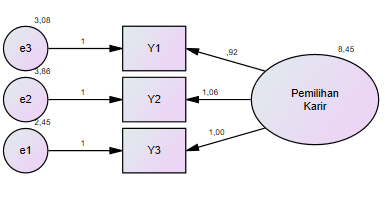 3,08
e3
1
Y1
,92
8,45
3,86
e2
1
Y2
1,06
Pemilihan
Karir
2,45
e1
1
Y3
1,00